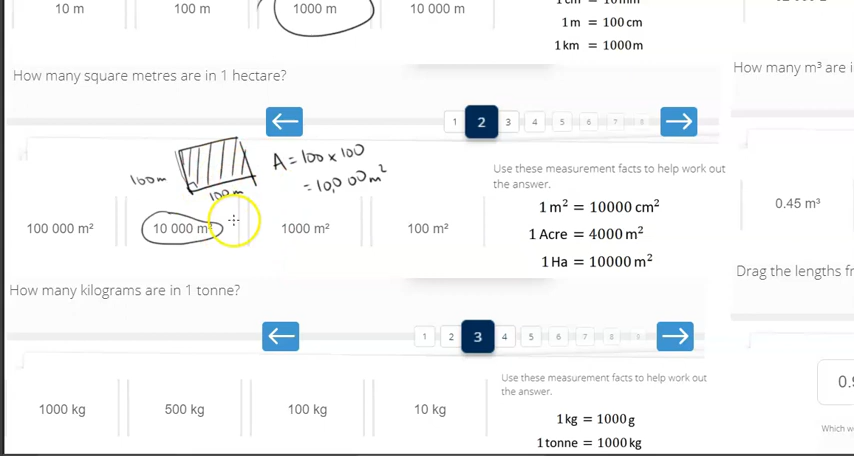 10 m
100 m
1000 m
10 000 m
1 m = 100 cm
1 km = 1000 m
How many square metres are in 1 hectare?
How many m³ are i
1 2 3 4 5 6 7 8
100 m
100 m
A = 100 x 100
= 10,000 m²
Use these measurement facts to help work out
the answer.
1 m² = 10000 cm²
1 Acre = 4000 m²
1 Ha = 10000 m²
100 000 m²
10 000 m²
1000 m²
100 m²
0.45 m³
Drag the lengths fr
How many kilograms are in 1 tonne?
1 2 3 4 5 6 7 8
Use these measurement facts to help work out
the answer.
1 kg = 1000 g
1 tonne = 1000 kg
1000 kg
500 kg
100 kg
10 kg
Which w